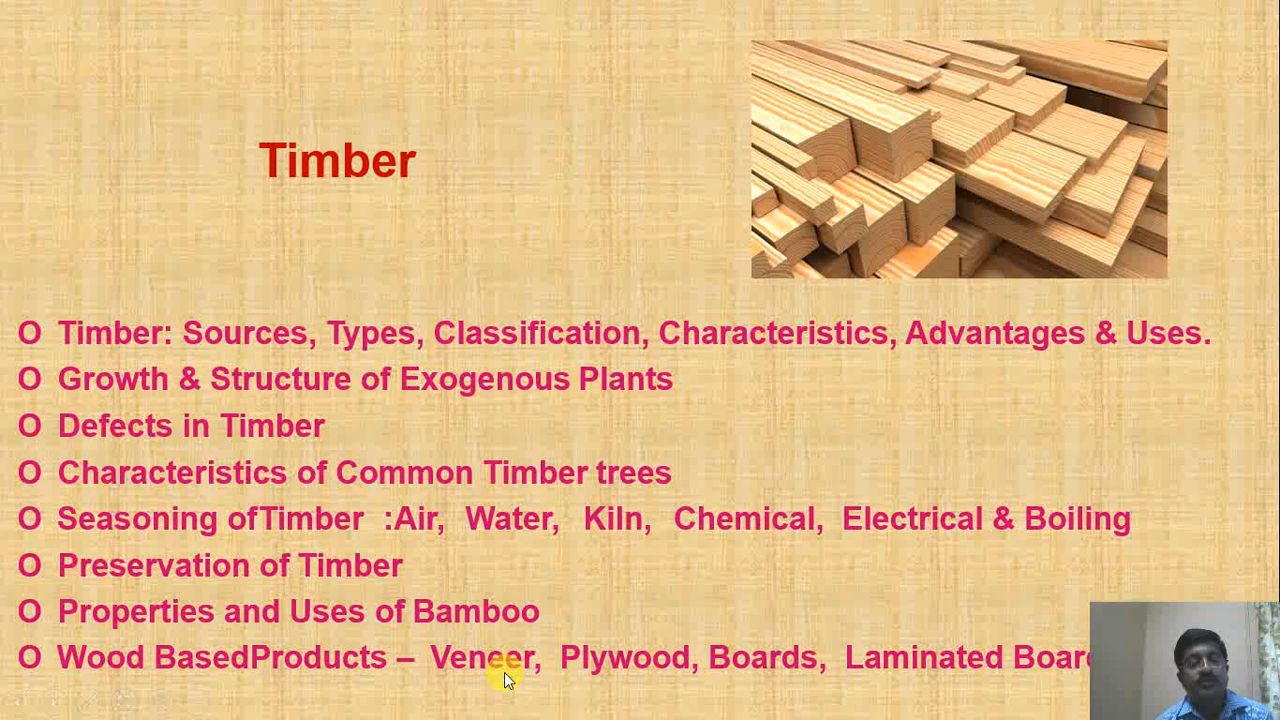 Timber
O Timber: Sources, Types, Classification, Characteristics, Advantages & Uses.
O Growth & Structure of Exogenous Plants
O Defects in Timber
O Characteristics of Common Timber trees
O Seasoning ofTimber :Air, Water, Kiln, Chemical, Electrical & Boiling
O Preservation of Timber
O Properties and Uses of Bamboo
O Wood BasedProducts – Veneer, Plywood, Boards, Laminated